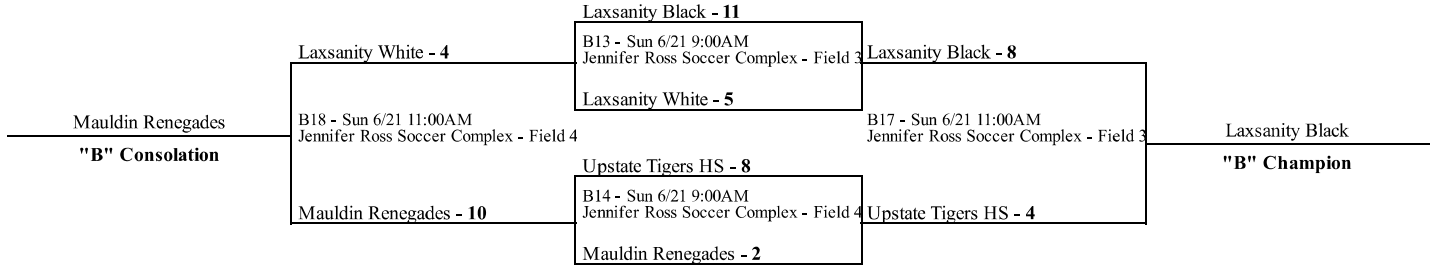 Laxsanity Black - 11
B13 - Sun 6/21 9:00AM
Jennifer Ross Soccer Complex - Field 3
Laxsanity White - 5
Laxsanity White - 4
B18 - Sun 6/21 11:00AM
Jennifer Ross Soccer Complex - Field 4
Mauldin Renegades - 10
Mauldin Renegades
"B" Consolation
Upstate Tigers HS - 8
B14 - Sun 6/21 9:00AM
Jennifer Ross Soccer Complex - Field 4
Mauldin Renegades - 2
Laxsanity Black - 8
B17 - Sun 6/21 11:00AM
Jennifer Ross Soccer Complex - Field 3
Upstate Tigers HS - 4
Laxsanity Black
"B" Champion